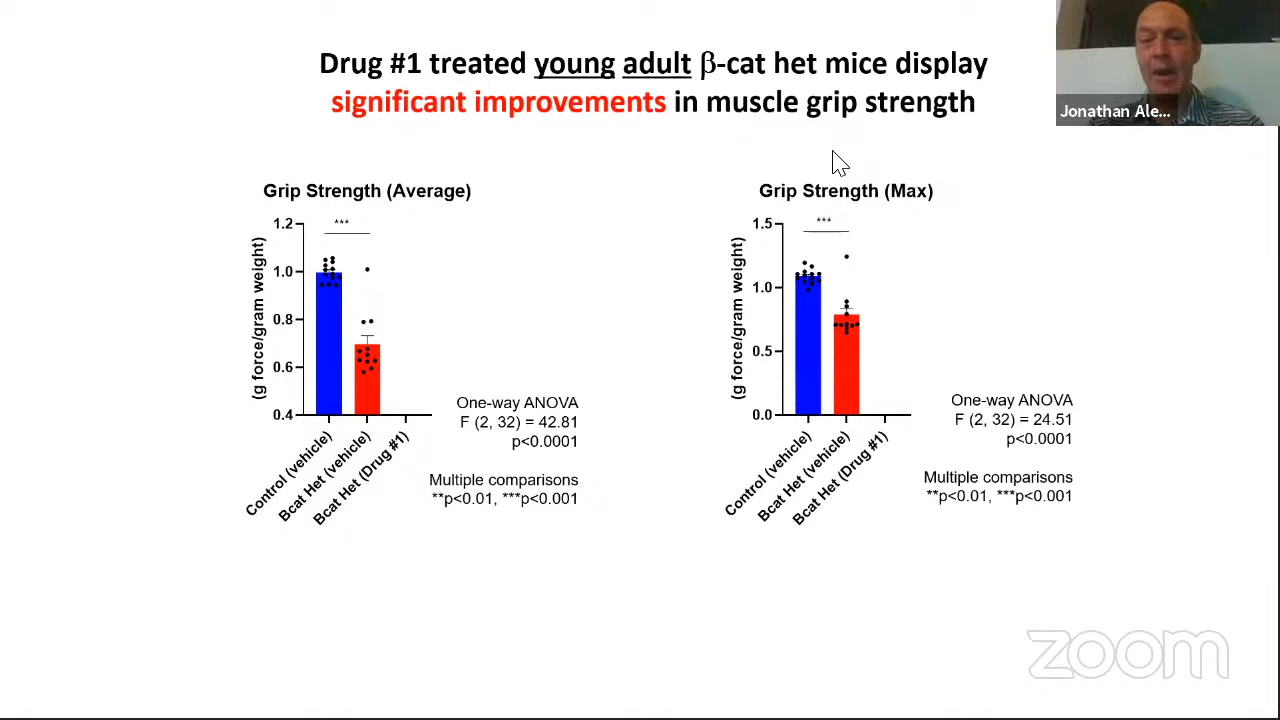 Drug #1 treated young adult β-cat het mice display
significant improvements in muscle grip strength
Jonathan Ale...
Grip Strength (Average)
***
1.2
1.0
0.8
0.6
0.4
(g force/gram weight)
Control (vehicle)
Bcat Het (vehicle)
Bcat Het (Drug #1)
One-way ANOVA
F (2, 32) = 42.81
p<0.0001
Multiple comparisons
**p<0.01, ***p<0.001
Grip Strength (Max)
***
1.5
1.0
0.5
0.0
(g force/gram weight)
Control (vehicle)
Bcat Het (vehicle)
Bcat Het (Drug #1)
One-way ANOVA
F (2, 32) = 24.51
p<0.0001
Multiple comparisons
**p<0.01, ***p<0.001
zoom